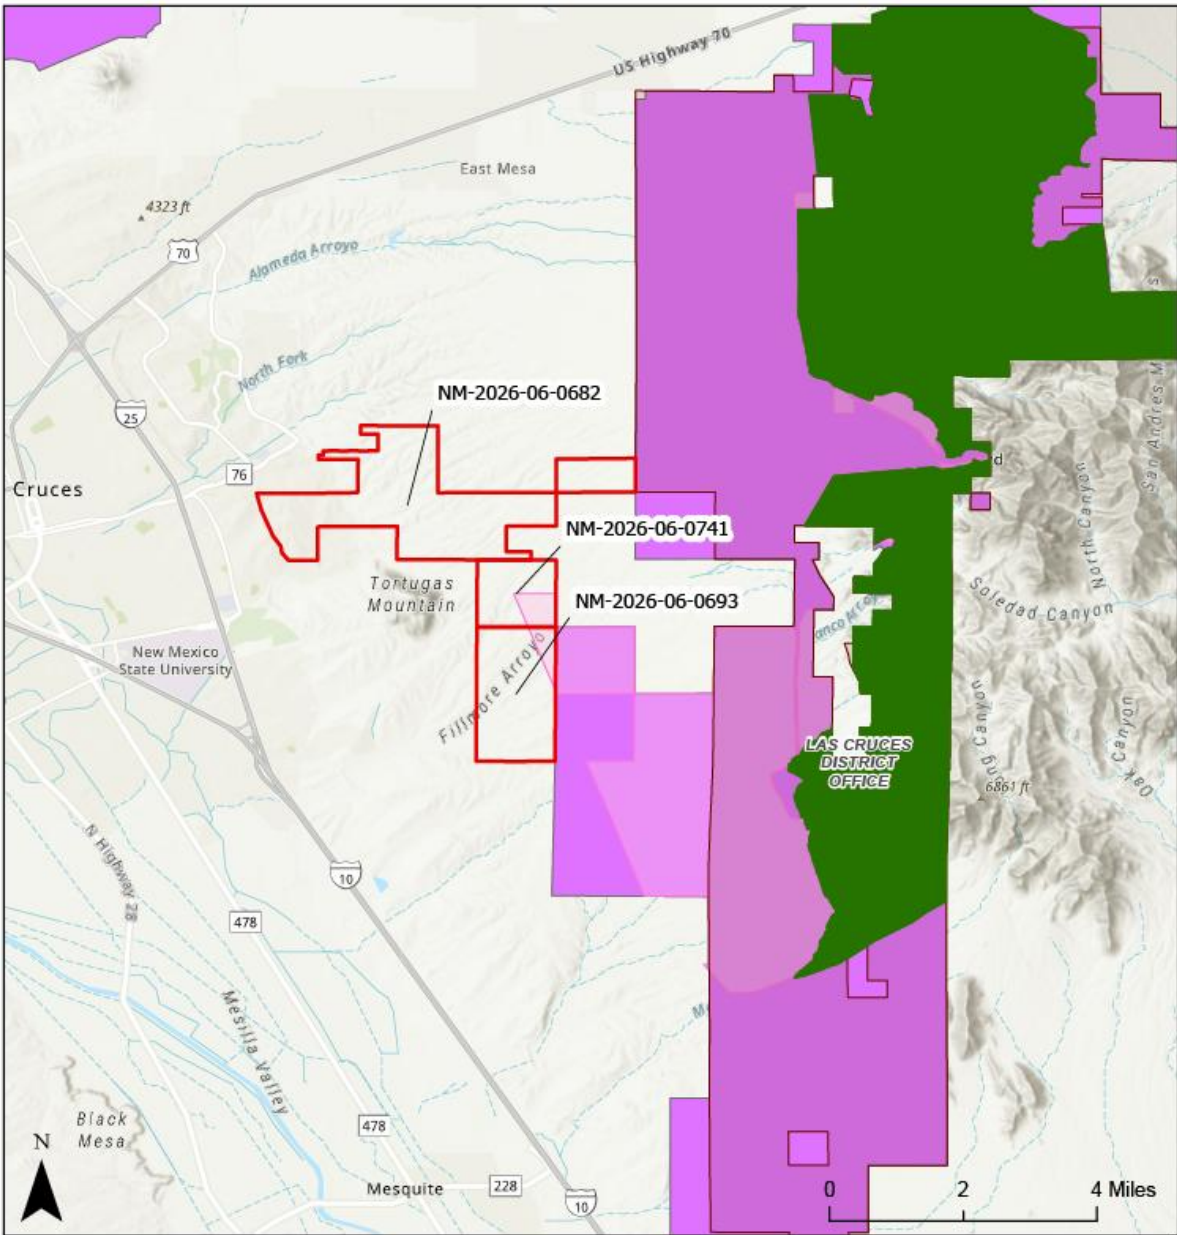 US Highway 70
East Mesa
4323 ft
70
Alameda Arroyo
North Fork
25
NM-2026-06-0682
76
Cruces
NM-2026-06-0741
Tortugas
Mountain
NM-2026-06-0693
New Mexico
State University
Fillmore Arroyo
San Andres M
North Canyon
Soledad Canyon
Oak Canyon
LAS CRUCES
DISTRICT
OFFICE
6861 ft
N Highway 28
10
478
Mesilla Valley
Black
Mesa
478
Mesquite
228
10
N
0 2 4 Miles